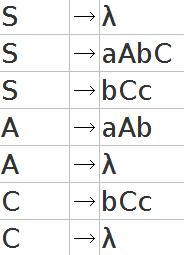 S → λ
S → aAbC
S → bCc
A → aAb
A → λ
C → bCc
C → λ